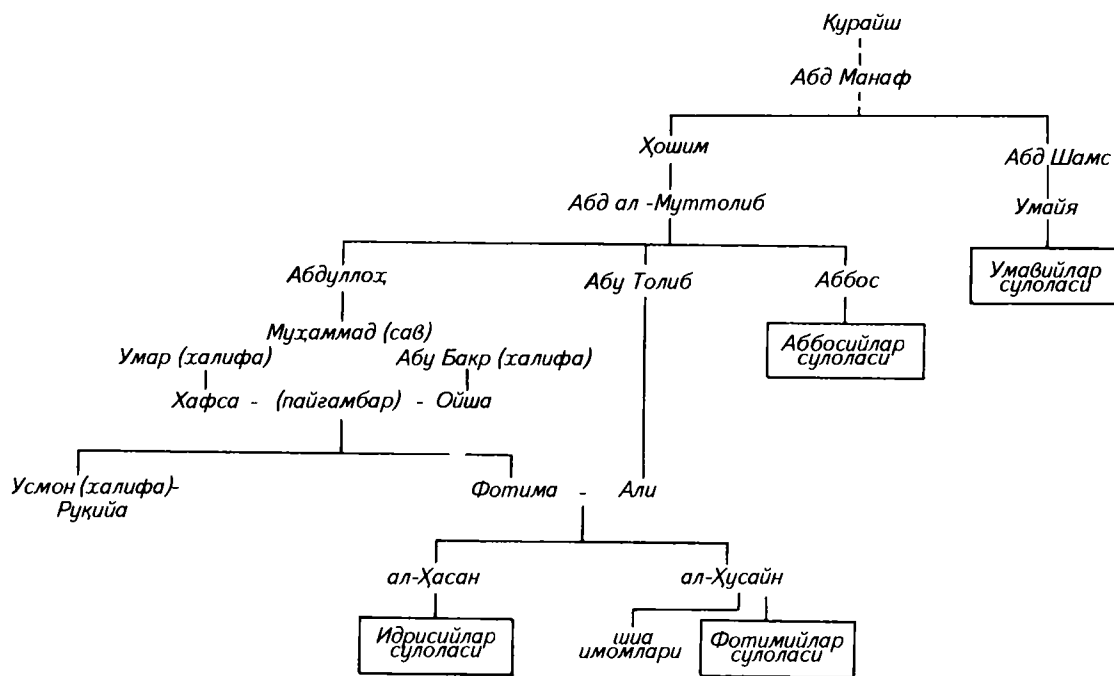 Қурайш
Абд Манаф
Ҳошим
Абд Шамс
Абд ал -Муттолиб
Умайя
Умавийлар
сулоласи
Абдуллоҳ
Абу Толиб
Аббос
Муҳаммад (сав)
Аббосийлар
сулоласи
Умар (халифа)
Абу Бакр (халифа)
Хафса - (пайғамбар) - Ойша
Усмон (халифа)-
Руқийа
Фотима - Али
ал-Ҳасан
ал-Ҳусайн
Идрисийлар
сулоласи
шиа
имомлари
Фотимийлар
сулоласи